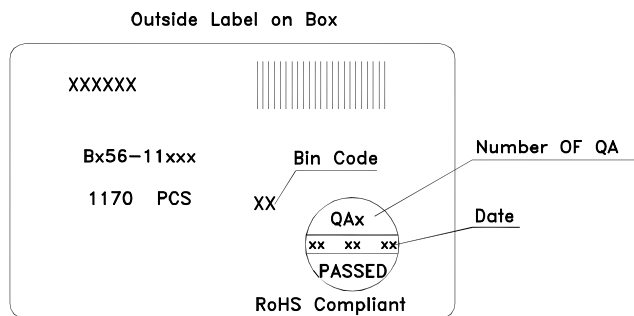 Outside Label on Box
XXXXXX
Bx56-11xxx
Bin Code
Number OF QA
1170 PCS
XX
QAx
Date
xx xx xx
PASSED
RoHS Compliant